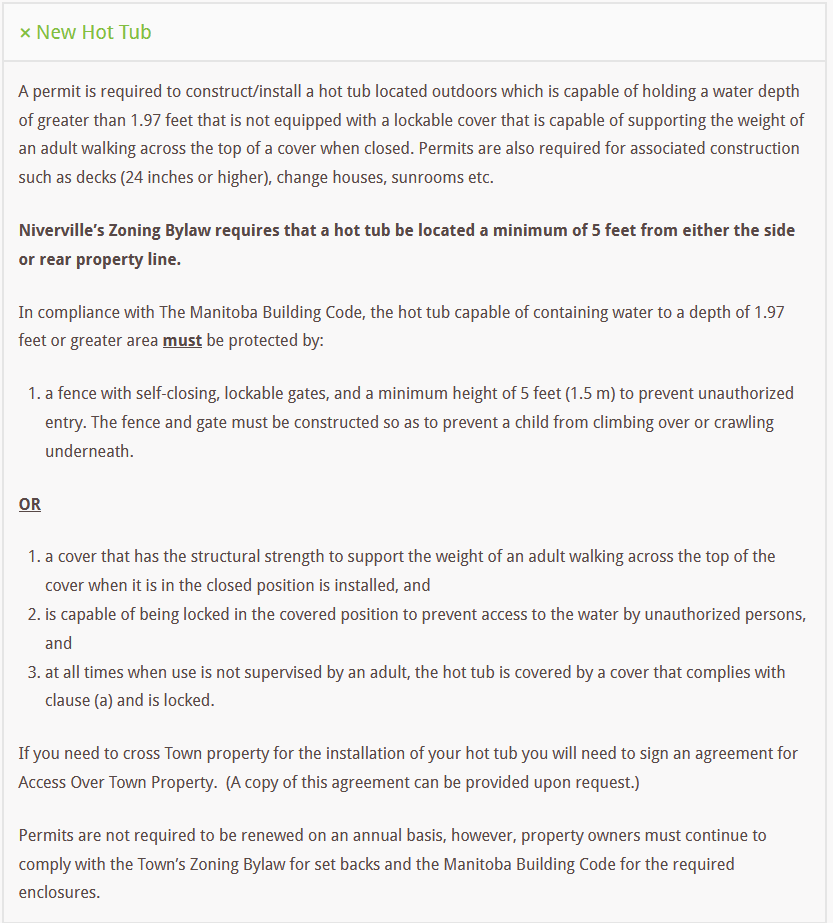 × New Hot Tub
A permit is required to construct/install a hot tub located outdoors which is capable of holding a water depth
of greater than 1.97 feet that is not equipped with a lockable cover that is capable of supporting the weight of
an adult walking across the top of a cover when closed. Permits are also required for associated construction
such as decks (24 inches or higher), change houses, sunrooms etc.
Niverville’s Zoning Bylaw requires that a hot tub be located a minimum of 5 feet from either the side
or rear property line.
In compliance with The Manitoba Building Code, the hot tub capable of containing water to a depth of 1.97
feet or greater area must be protected by:
1. a fence with self-closing, lockable gates, and a minimum height of 5 feet (1.5 m) to prevent unauthorized
entry. The fence and gate must be constructed so as to prevent a child from climbing over or crawling
underneath.
OR
1. a cover that has the structural strength to support the weight of an adult walking across the top of the
cover when it is in the closed position is installed, and
2. is capable of being locked in the covered position to prevent access to the water by unauthorized persons,
and
3. at all times when use is not supervised by an adult, the hot tub is covered by a cover that complies with
clause (a) and is locked.
If you need to cross Town property for the installation of your hot tub you will need to sign an agreement for
Access Over Town Property.  (A copy of this agreement can be provided upon request.)
Permits are not required to be renewed on an annual basis, however, property owners must continue to
comply with the Town’s Zoning Bylaw for set backs and the Manitoba Building Code for the required
enclosures.